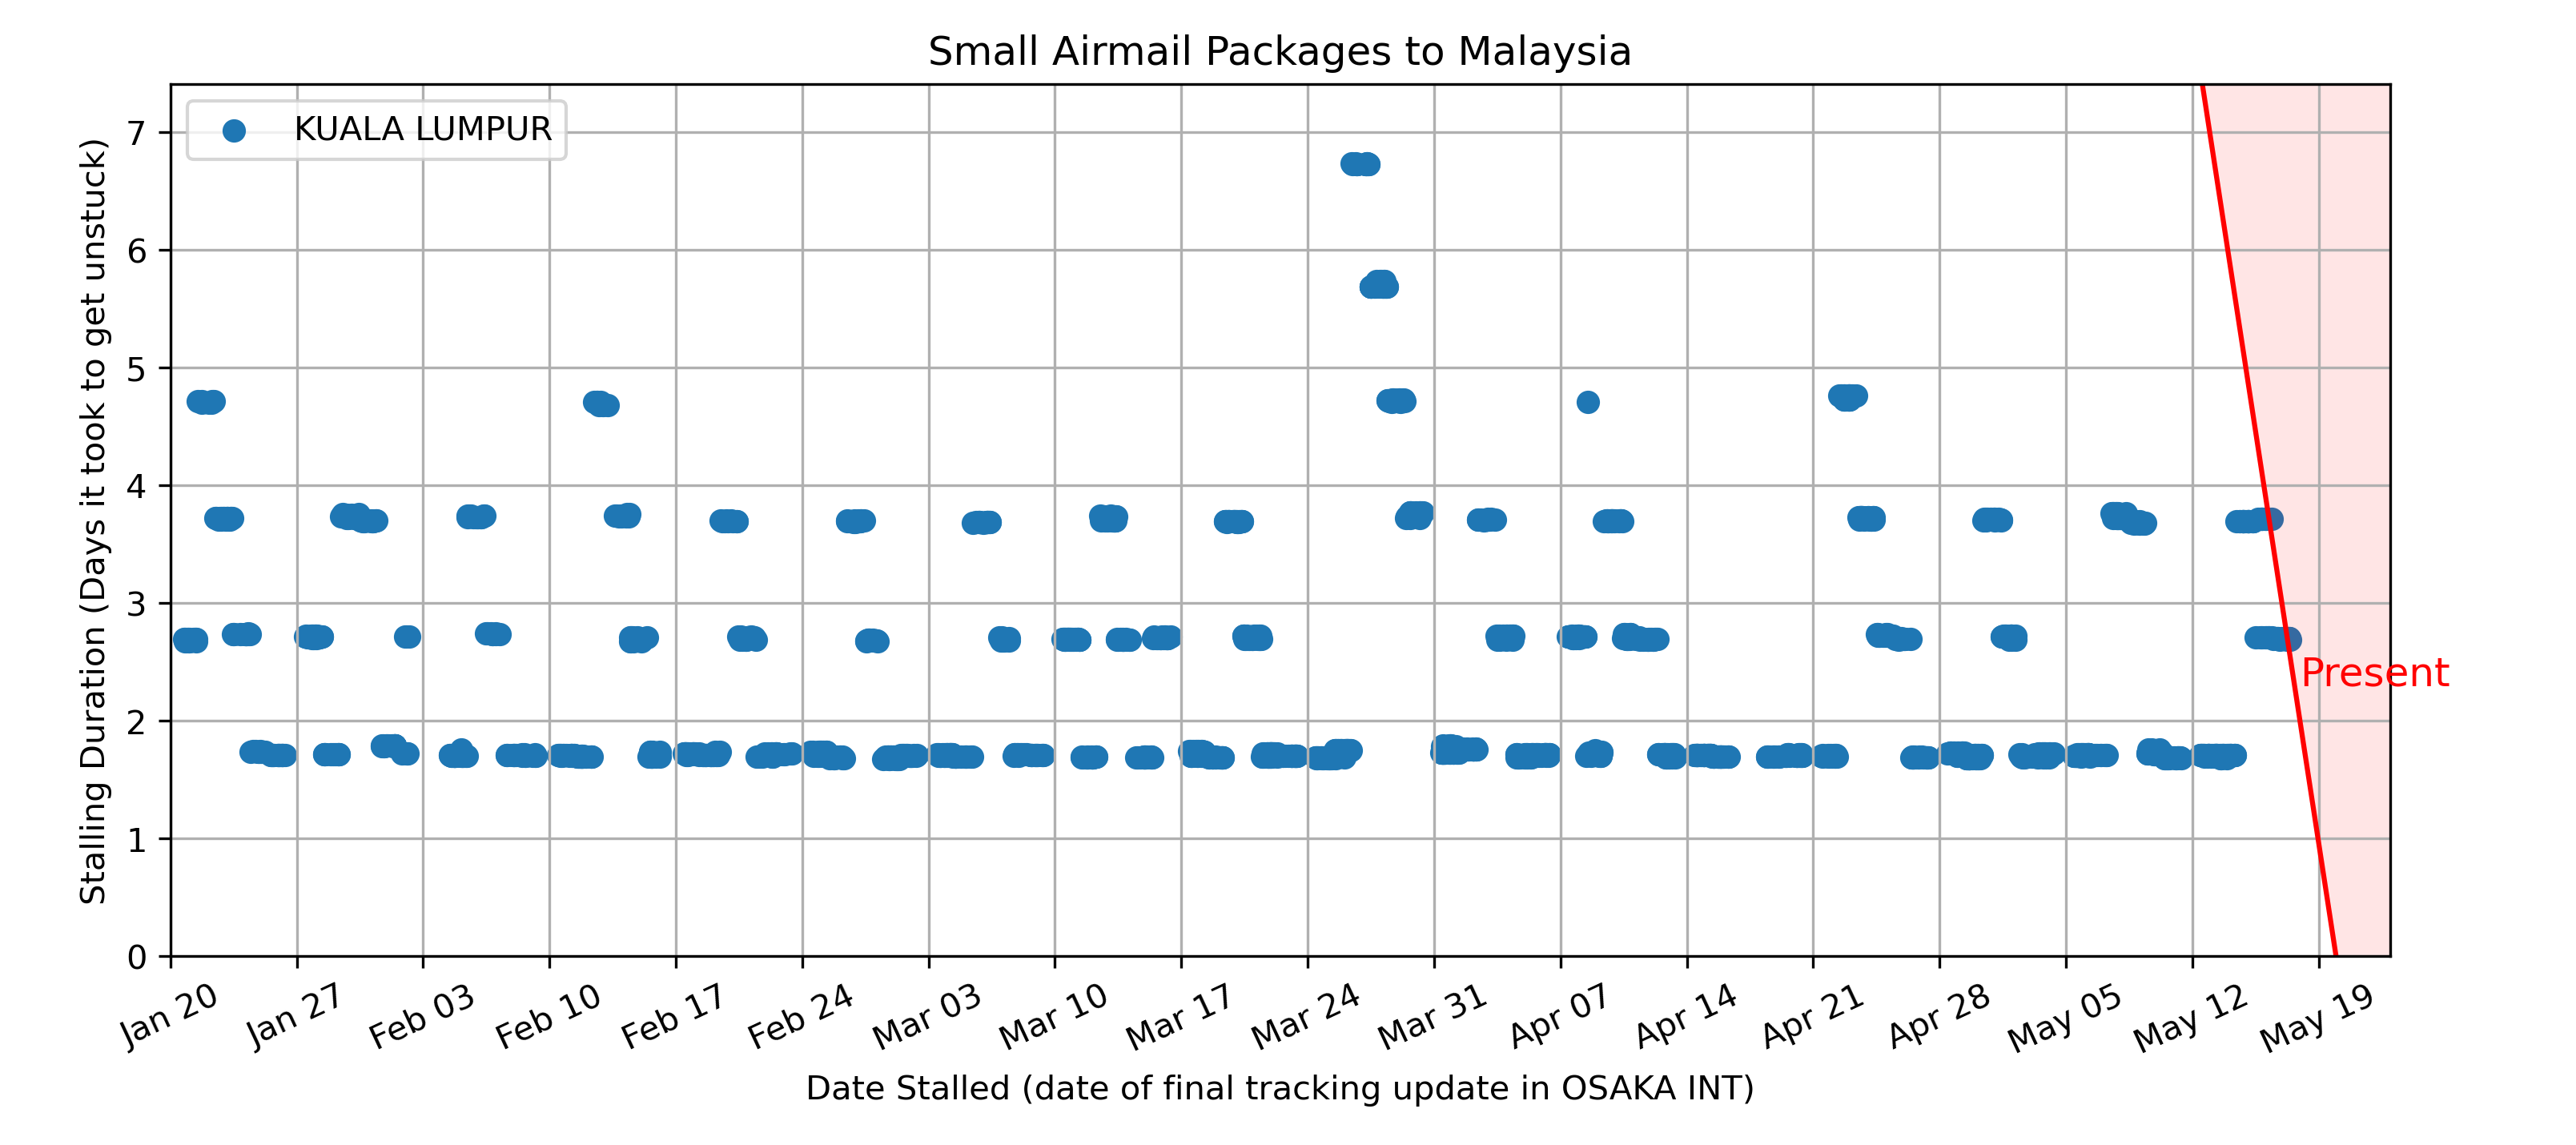 Small Airmail Packages to Malaysia
KUALA LUMPUR
Stalling Duration (Days it took to get unstuck)
7
6
5
4
3
2
1
0
Present
Jan 20
Jan 27
Feb 03
Feb 10
Feb 17
Feb 24
Mar 03
Mar 10
Mar 17
Mar 24
Mar 31
Apr 07
Apr 14
Apr 21
Apr 28
May 05
May 12
May 19
Date Stalled (date of final tracking update in OSAKA INT)